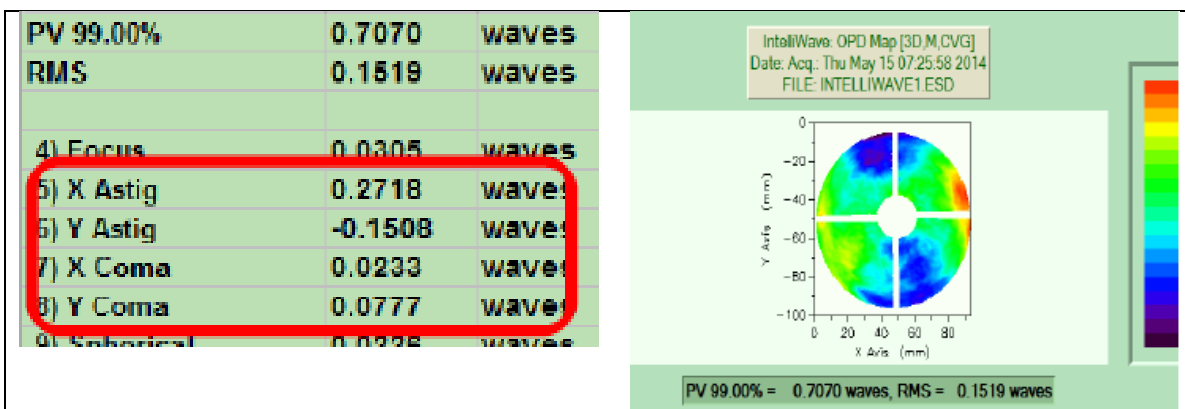 PV 99.00% 0.7070 waves
RMS 0.1519 waves
4) Focus 0.0305 waves
5) X Astig 0.2718 waves
6) Y Astig -0.1508 waves
7) X Coma 0.0233 waves
8) Y Coma 0.0777 waves
9) Spherical waves
IntelliWave: OPD Map [3D,M,CVG]
Date: Acq.: Thu May 15 07:25:58 2014
FILE: INTELLIWAVE1.ESD
0
-20
-40
-60
-80
-100
Y Axis (mm)
0 20 40 60 80
X Axis (mm)
PV 99.00% = 0.7070 waves, RMS = 0.1519 waves